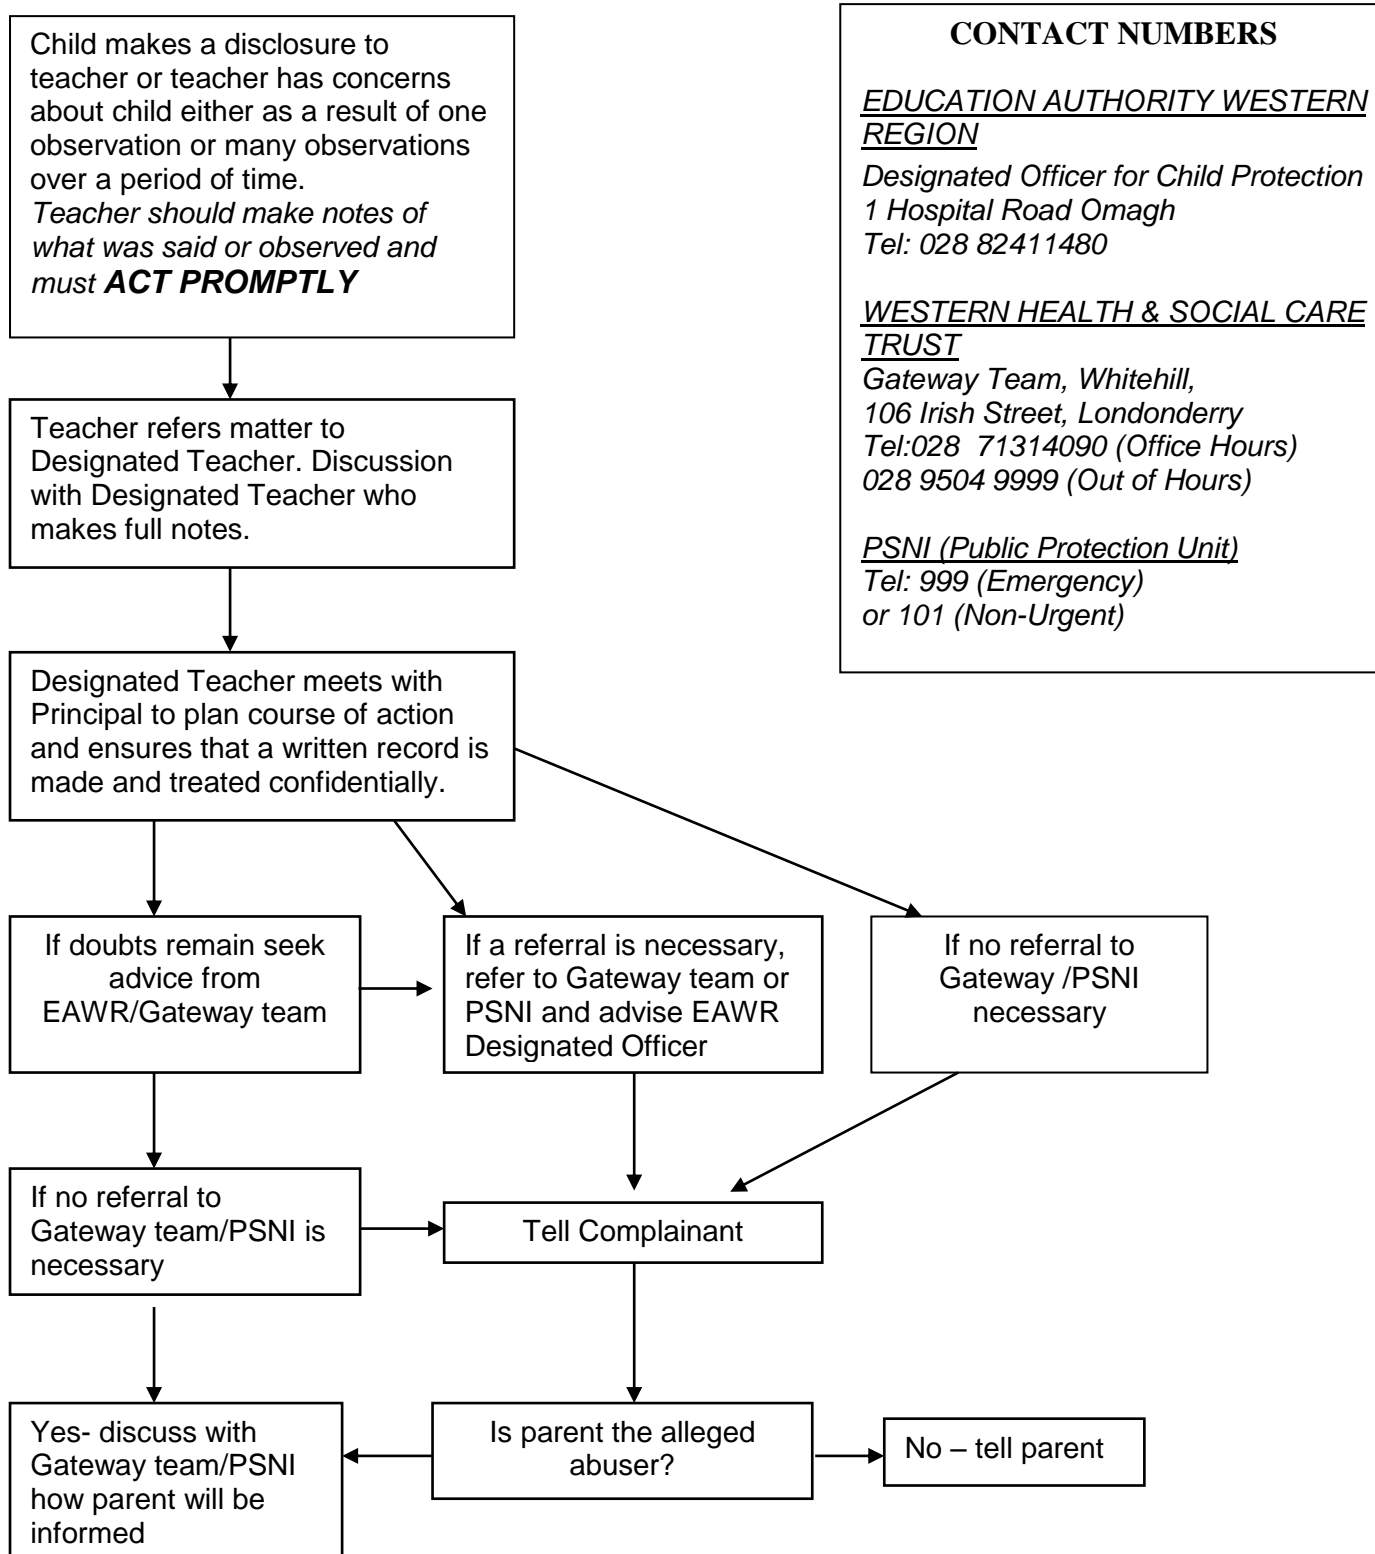 Child makes a disclosure to
teacher or teacher has concerns
about child either as a result of one
observation or many observations
over a period of time.
Teacher should make notes of
what was said or observed and
must ACT PROMPTLY
CONTACT NUMBERS
EDUCATION AUTHORITY WESTERN
REGION
Designated Officer for Child Protection
1 Hospital Road Omagh
Tel: 028 82411480
WESTERN HEALTH & SOCIAL CARE
TRUST
Gateway Team, Whitehill,
106 Irish Street, Londonderry
Tel:028  71314090 (Office Hours)
028 9504 9999 (Out of Hours)
PSNI (Public Protection Unit)
Tel: 999 (Emergency)
or 101 (Non-Urgent)
Teacher refers matter to
Designated Teacher. Discussion
with Designated Teacher who
makes full notes.
Designated Teacher meets with
Principal to plan course of action
and ensures that a written record is
made and treated confidentially.
If doubts remain seek
advice from
EAWR/Gateway team
If a referral is necessary,
refer to Gateway team or
PSNI and advise EAWR
Designated Officer
If no referral to
Gateway /PSNI
necessary
If no referral to
Gateway team/PSNI is
necessary
Tell Complainant
Yes- discuss with
Gateway team/PSNI
how parent will be
informed
Is parent the alleged
abuser?
No – tell parent